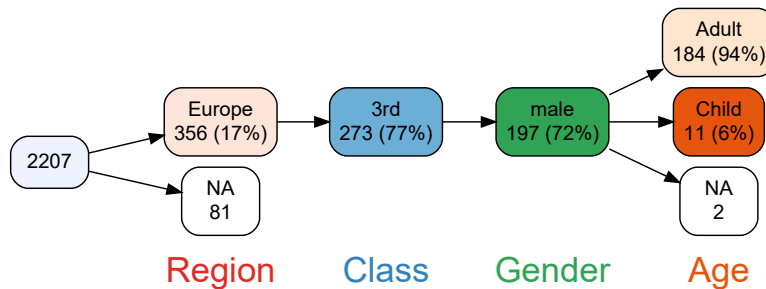 2207
Europe
356 (17%)
NA
81
3rd
273 (77%)
male
197 (72%)
Adult
184 (94%)
Child
11 (6%)
NA
2
Region
Class
Gender
Age